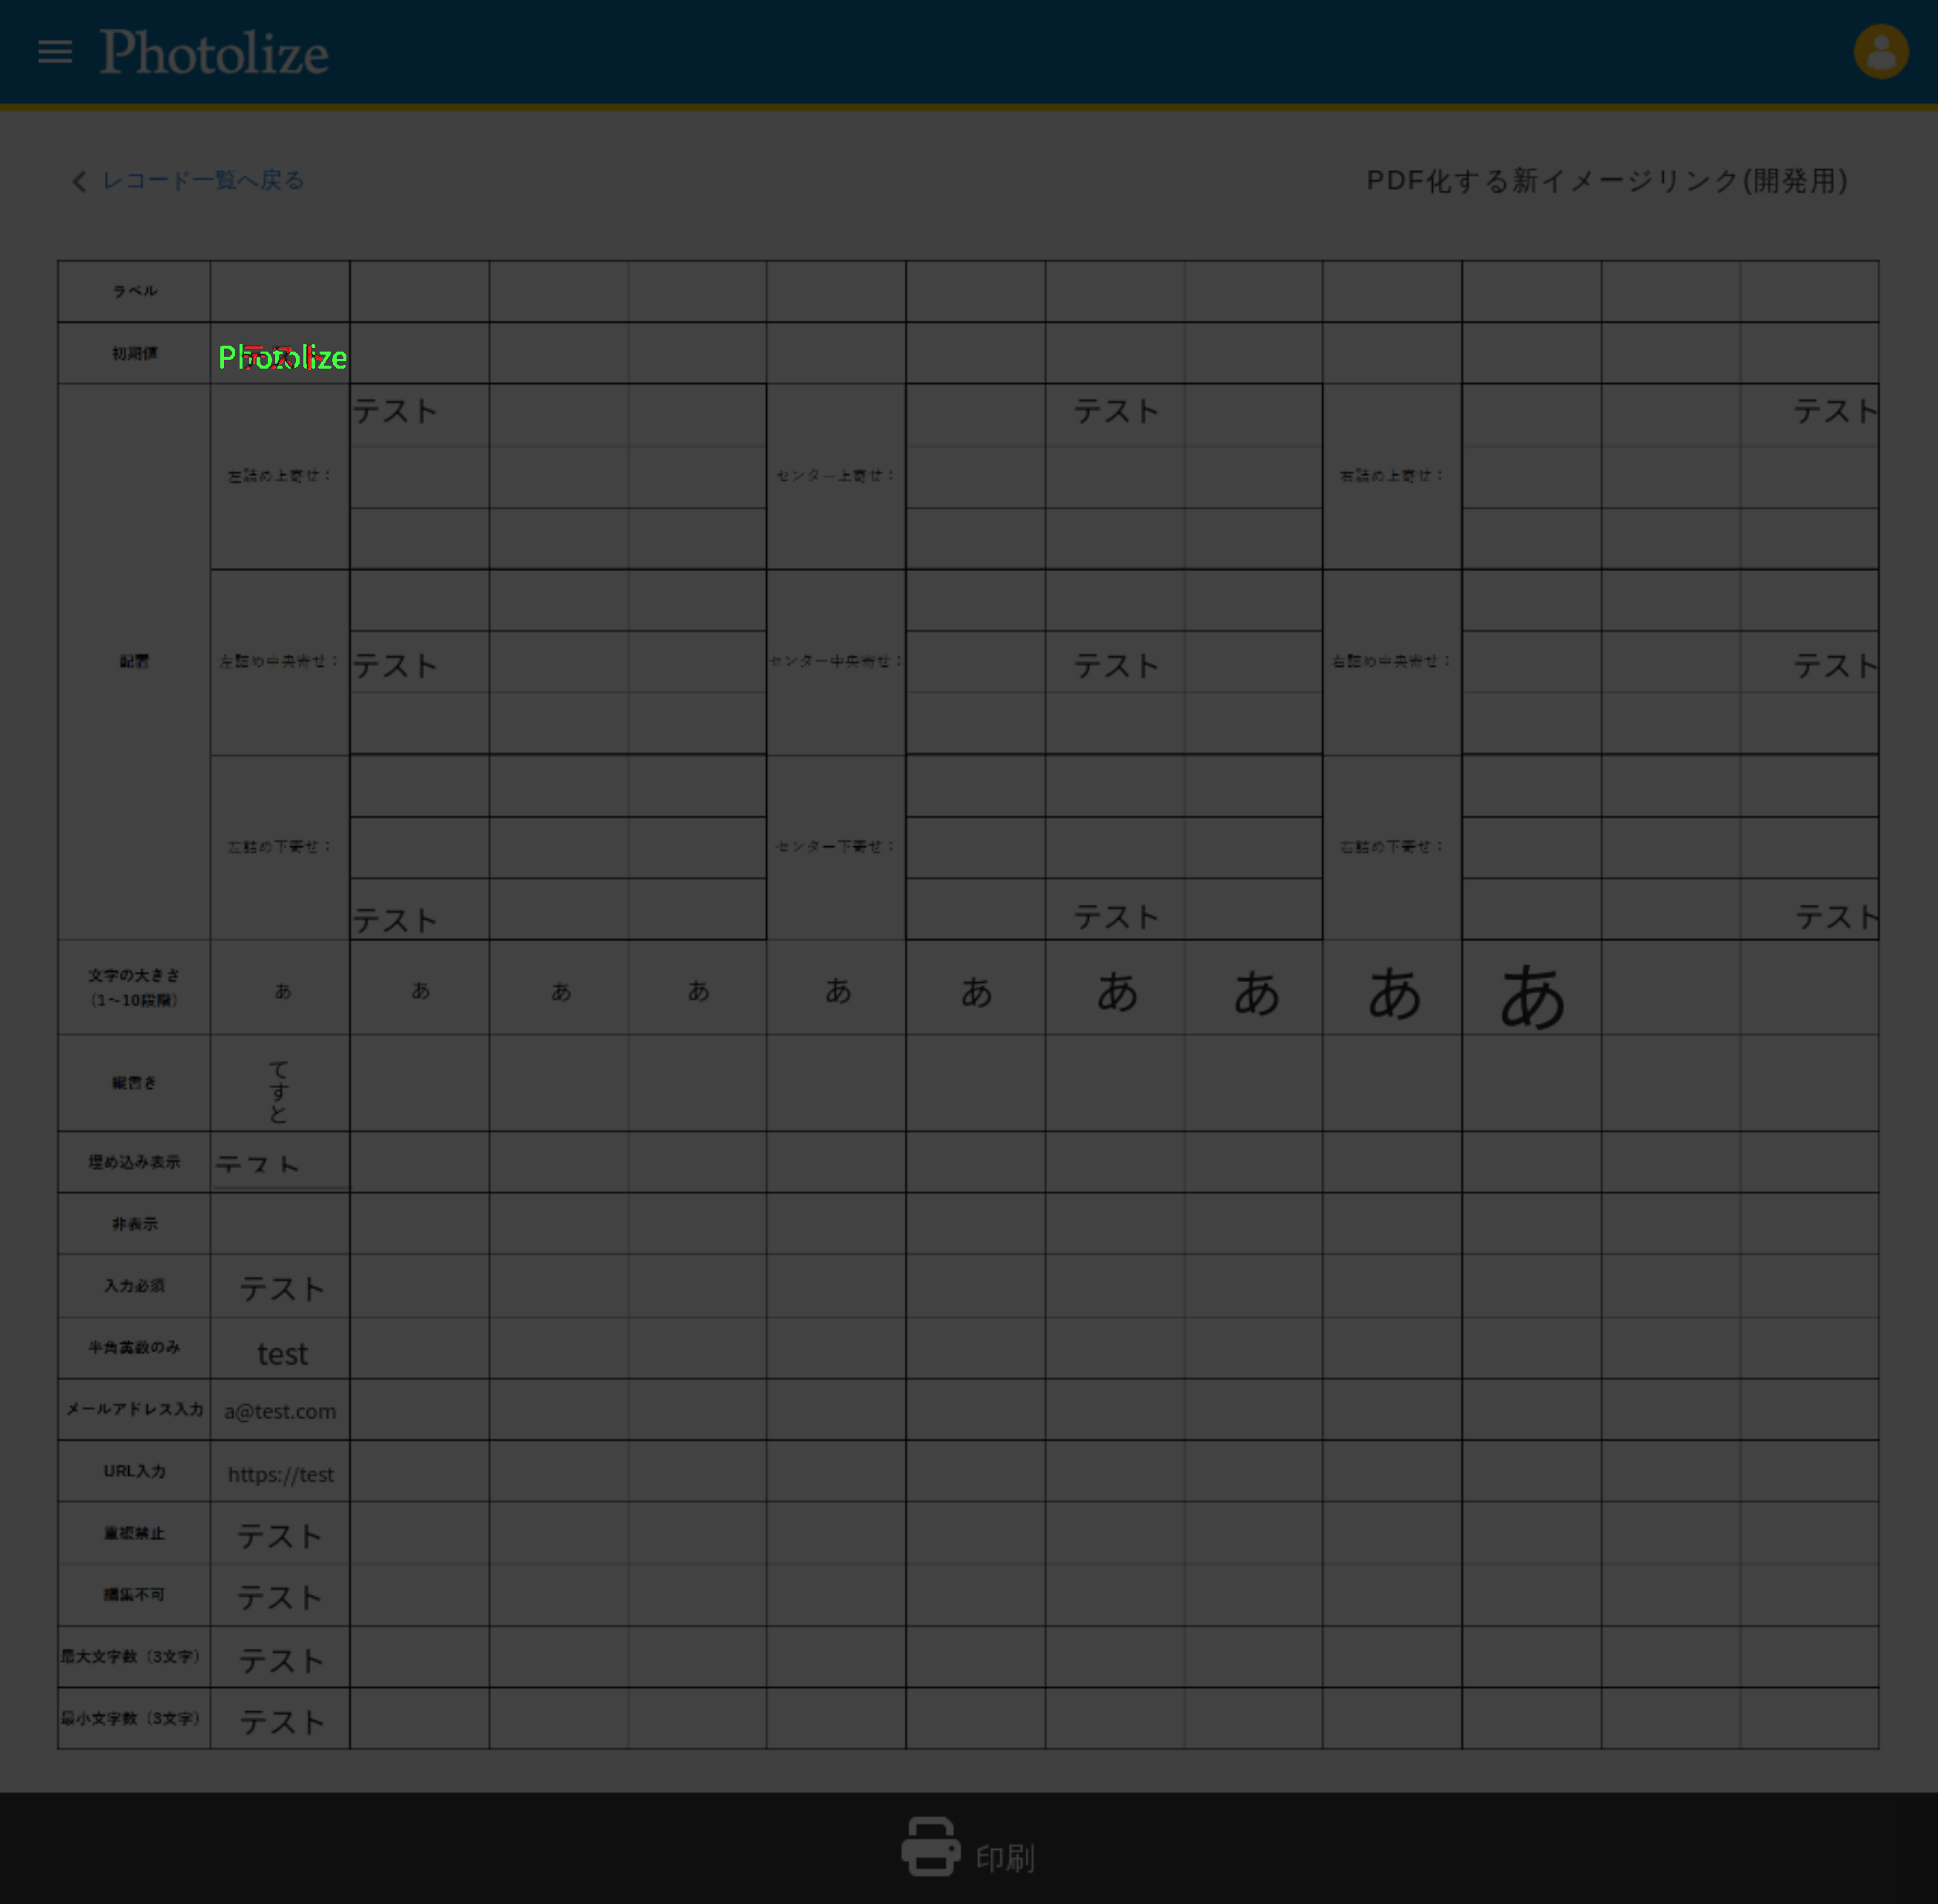 Photolize
レコード一覧へ戻る
PDF化する新イメージリンク(開発用)
ラベル
初期値 Photolize
テスト テスト テスト
配置 左詰め上寄せ： センター上寄せ： 右詰め上寄せ：
左詰め中央寄せ： テスト センター中央寄せ： テスト 右詰め中央寄せ： テスト
左詰め下寄せ： センター下寄せ： 右詰め下寄せ：
テスト テスト テスト
文字の大きさ
（1〜10段階） あ あ あ あ あ あ あ あ あ あ
縦書き てすと
埋め込み表示 テスト
非表示
入力必須 テスト
半角英数のみ test
メールアドレス入力 a@test.com
URL入力 https://test
重複禁止 テスト
編集不可 テスト
最大文字数（3文字） テスト
最小文字数（3文字） テスト
印刷